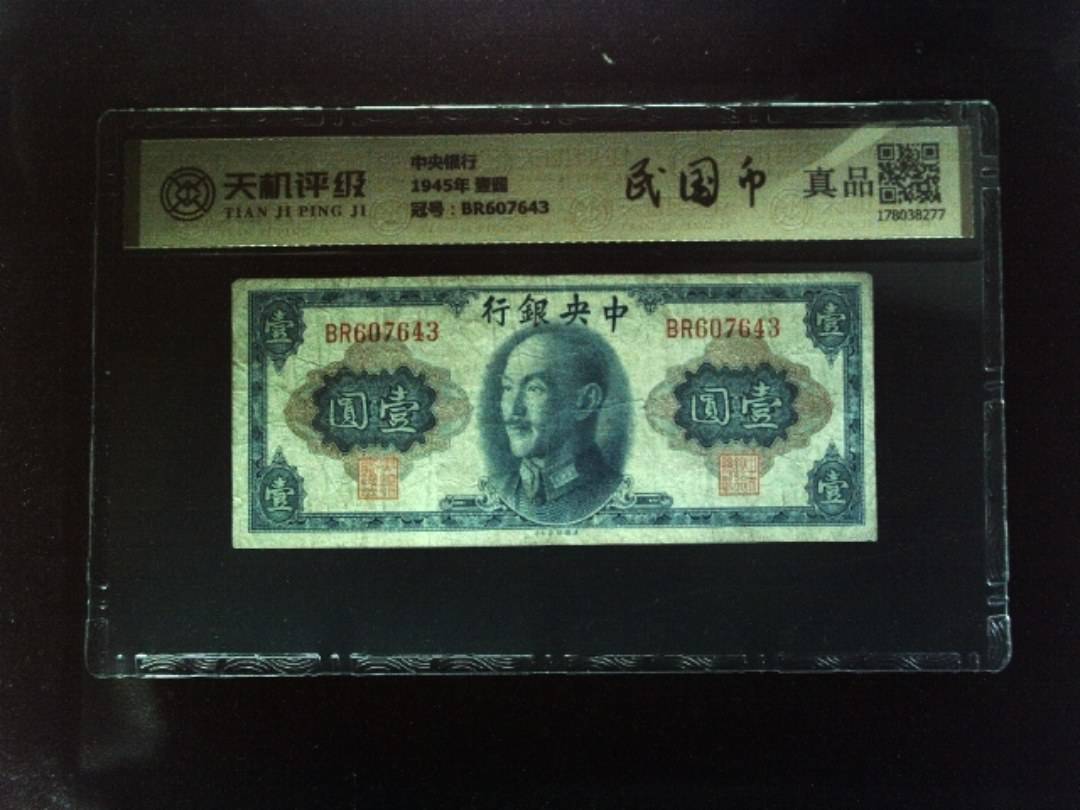 天机评级
TIAN JI PING JI
中央银行
1945年 壹圆
冠号：BR607643
民国币
真品
178038277
行銀央中
壹
壹
BR607643
BR607643
圓壹
圓壹
壹
壹